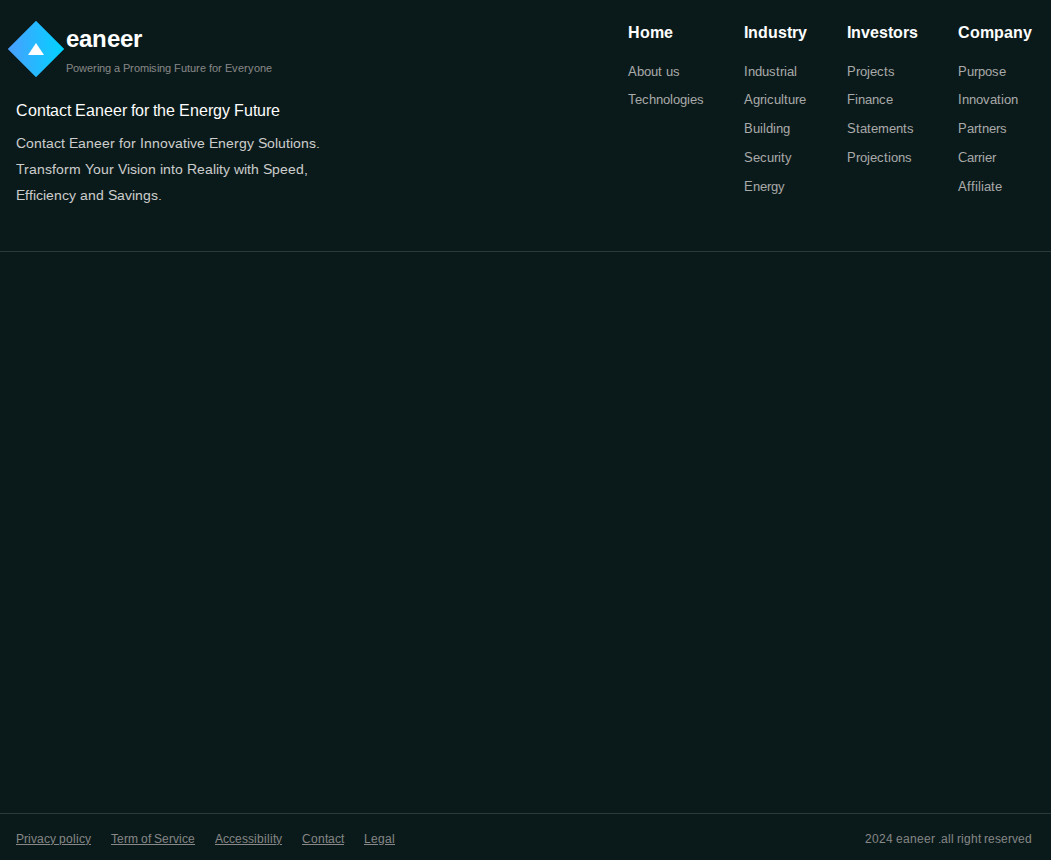 eaneer
Powering a Promising Future for Everyone
Contact Eaneer for the Energy Future
Contact Eaneer for Innovative Energy Solutions.
Transform Your Vision into Reality with Speed,
Efficiency and Savings.
Home
About us
Technologies
Industry
Industrial
Agriculture
Building
Security
Energy
Investors
Projects
Finance
Statements
Projections
Company
Purpose
Innovation
Partners
Carrier
Affiliate
Privacy policy Term of Service Accessibility Contact Legal
2024 eaneer .all right reserved